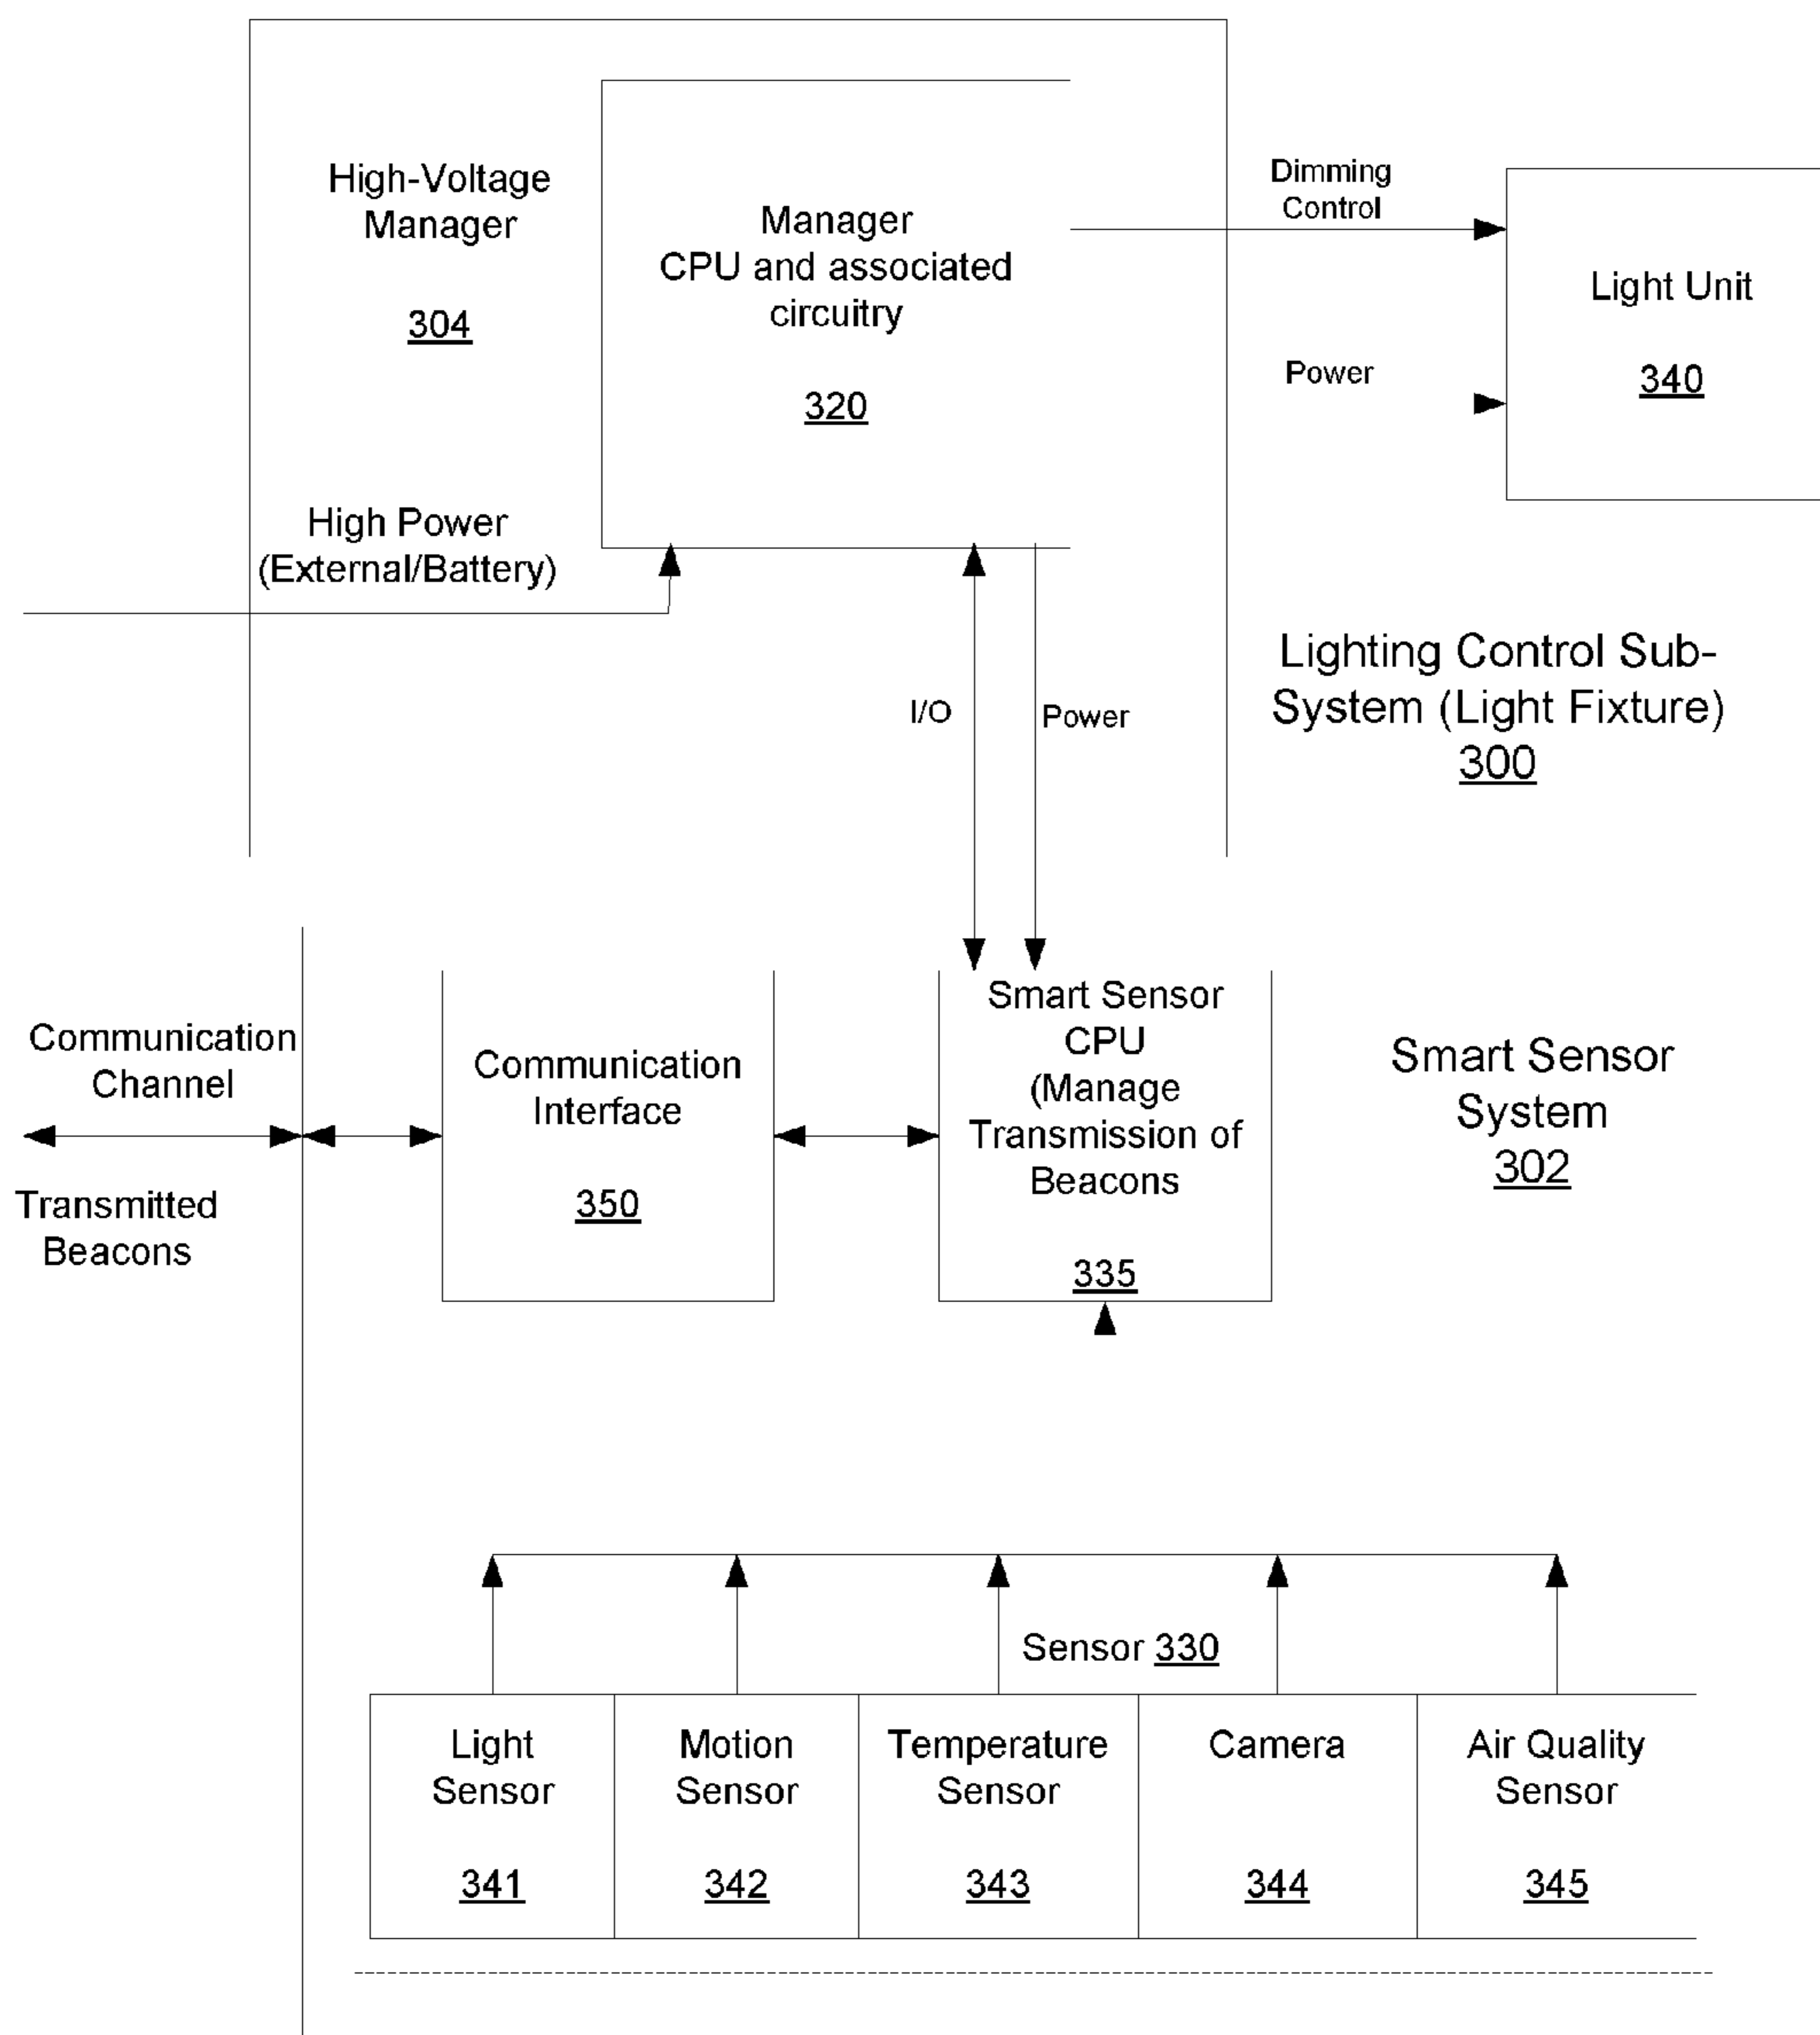 High-Voltage
Manager
304
Manager
CPU and associated
circuitry
320
Dimming
Control
Power
Light Unit
340
High Power
(External/Battery)
I/O
Power
Lighting Control Sub-
System (Light Fixture)
300
Communication
Channel
Transmitted
Beacons
Communication
Interface
350
Smart Sensor
CPU
(Manage
Transmission of
Beacons
335
Smart Sensor
System
302
Sensor 330
Light
Sensor
341
Motion
Sensor
342
Temperature
Sensor
343
Camera
344
Air Quality
Sensor
345